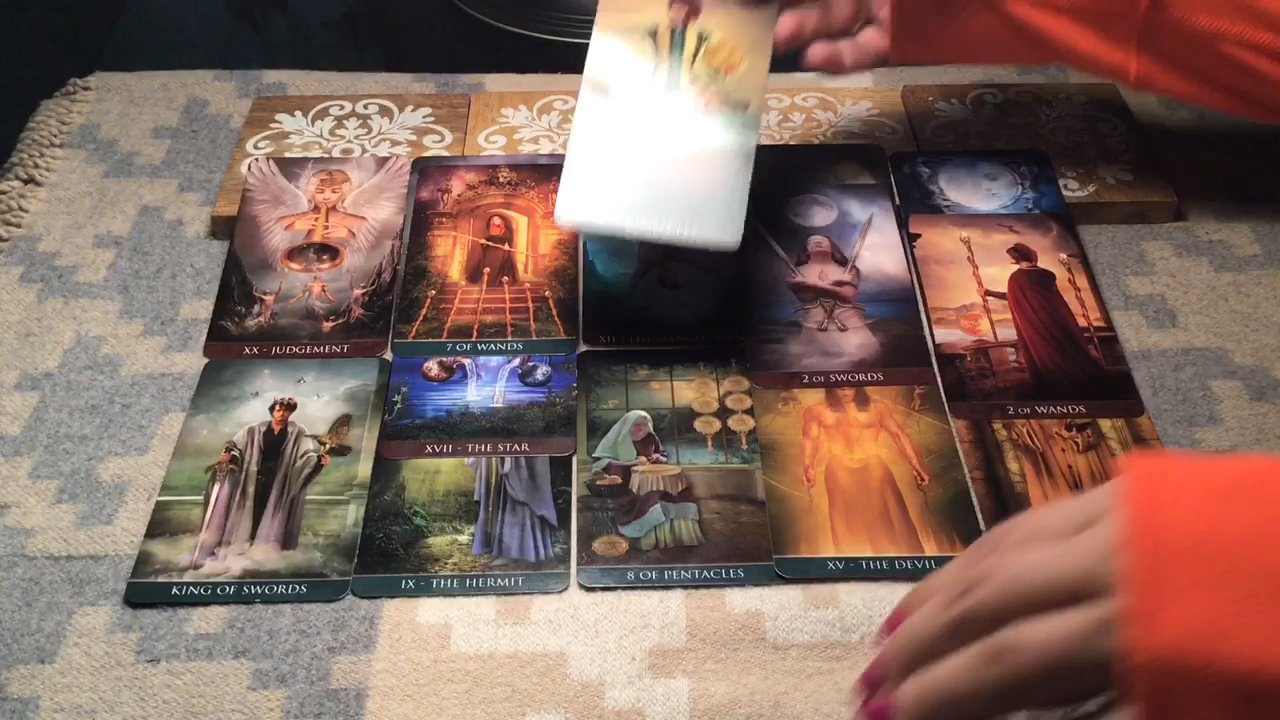 XX - JUDGEMENT
7 OF WANDS
2 OF SWORDS
2 OF WANDS
XVII - THE STAR
KING OF SWORDS
IX - THE HERMIT
8 OF PENTACLES
XV - THE DEVIL